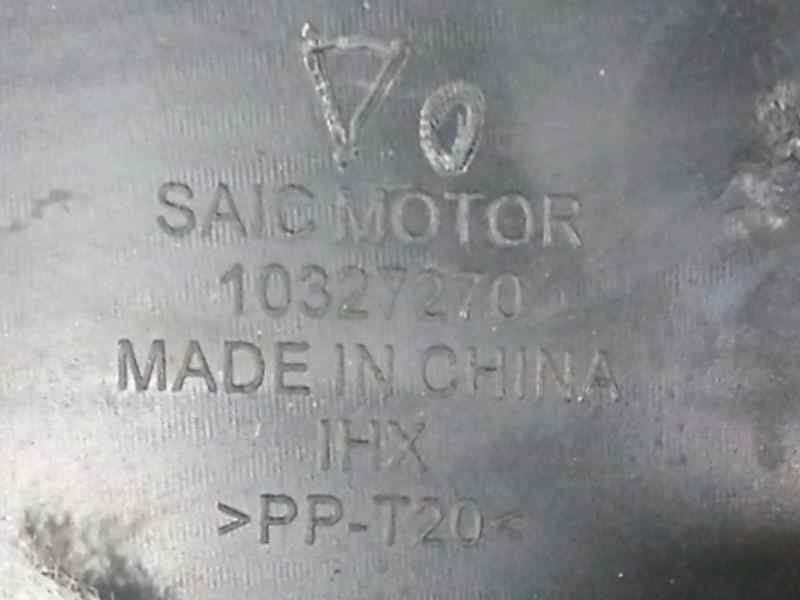 SAIC MOTOR
10327270
MADE IN CHINA
IHX
>PP-T20<